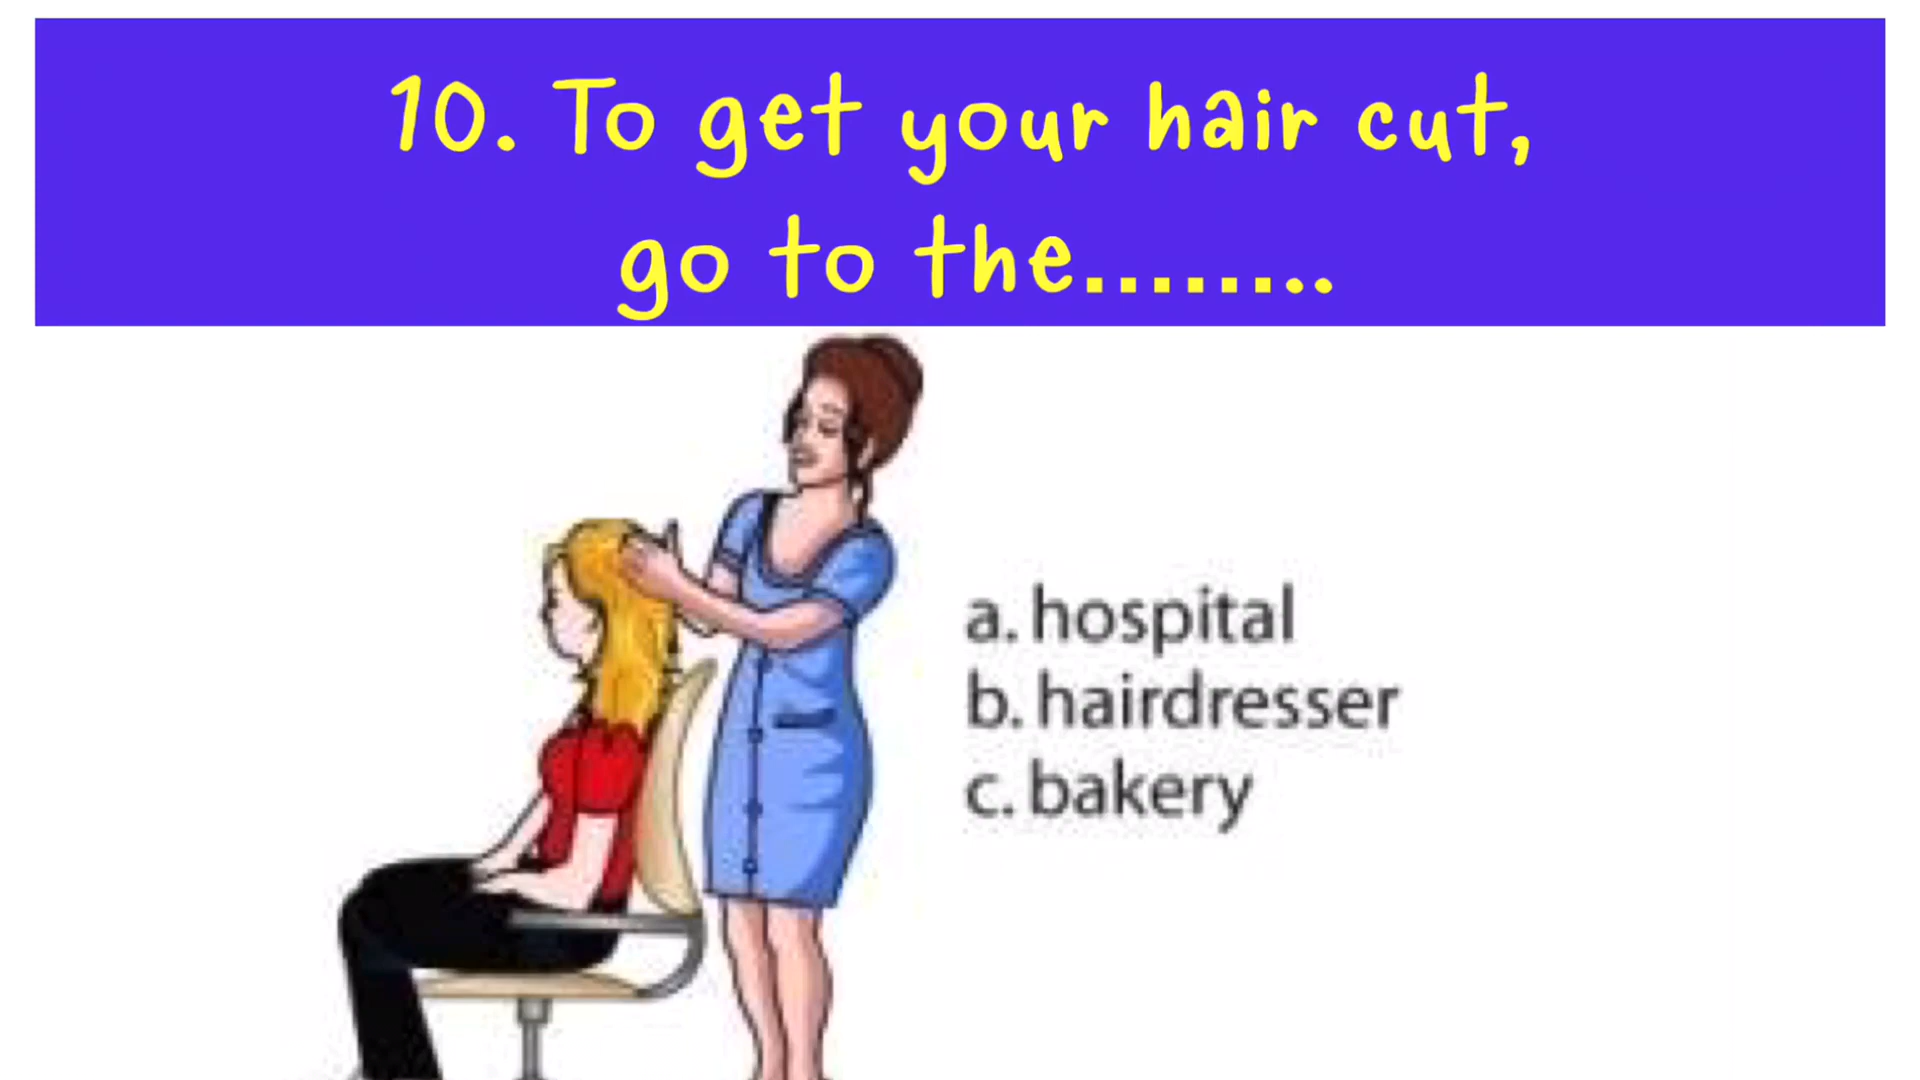 10. To get your hair cut,
go to the........
a. hospital
b. hairdresser
c. bakery